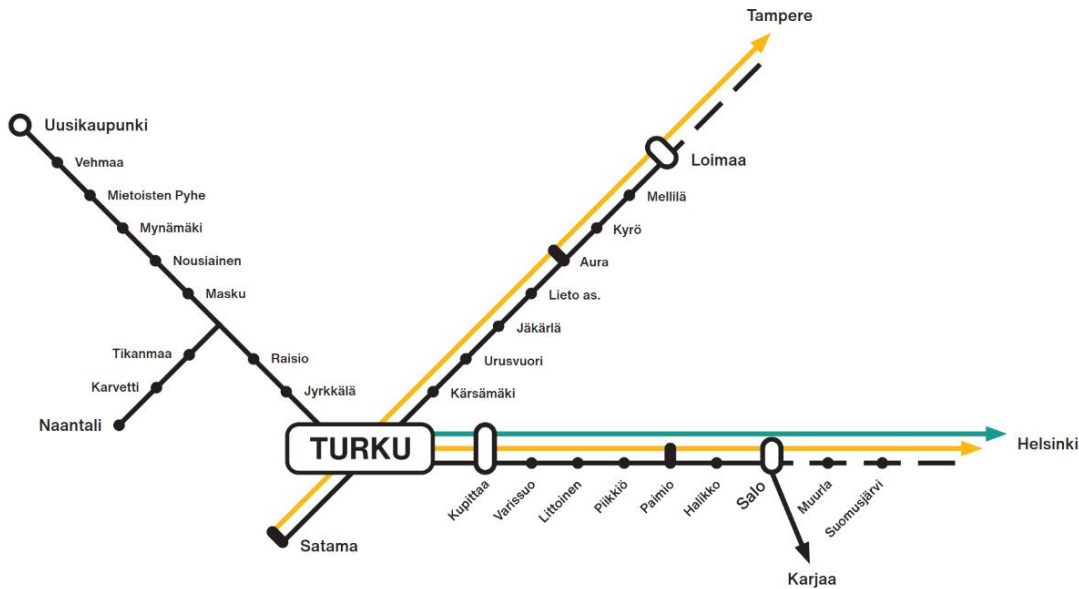 Tampere
Uusikaupunki
Vehmaa
Mietoisten Pyhe
Mynämäki
Nousiainen
Masku
Tikanmaa
Karvetti
Naantali
Raisio
Jyrkkälä
Loimaa
Mellilä
Kyrö
Aura
Lieto as.
Jäkärlä
Urusvuori
Kärsämäki
TURKU
Satama
Kupittaa
Varissuo
Littoinen
Piikkiö
Paimio
Halikko
Salo
Muurla
Suomusjärvi
Helsinki
Karjaa